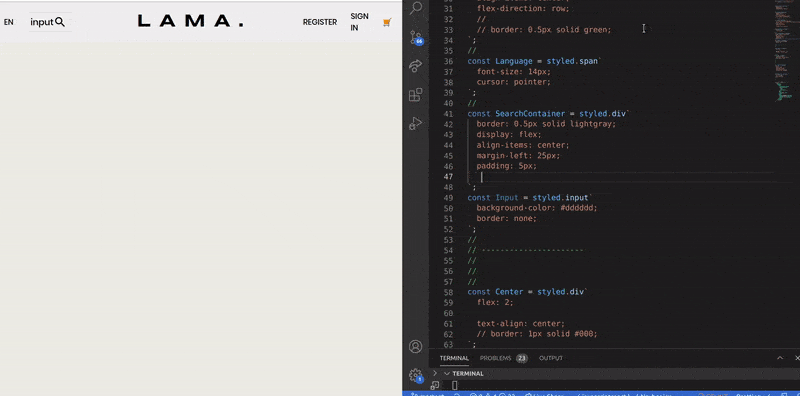 EN
input
LAMA.
REGISTER
SIGN
IN
31 flex-direction: row;
32 //
33 // border: 0.5px solid green;
34 `;
35 //
36 const Language = styled.span`
37 font-size: 14px;
38 cursor: pointer;
39 `;
40 //
41 const SearchContainer = styled.div`
42 border: 0.5px solid lightgray;
43 display: flex;
44 align-items: center;
45 margin-left: 25px;
46 padding: 5px;
47
48 `;
49 const Input = styled.input`
50 background-color: #dddddd;
51 border: none;
52 `;
53 //
54 // ----------------------
55 //
56 //
57 //
58 const Center = styled.div`
59 flex: 2;
60
61 text-align: center;
62 // border: 1px solid #000;
63 `;
TERMINAL
PROBLEMS 23
OUTPUT
TERMINAL